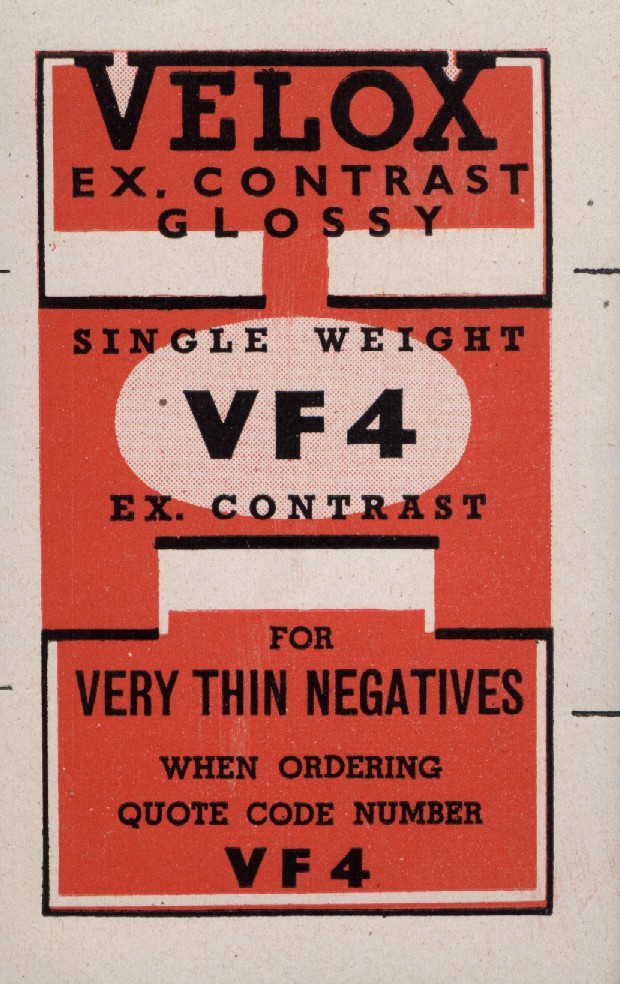 VELOX
EX. CONTRAST
GLOSSY
SINGLE WEIGHT
VF4
EX. CONTRAST
FOR
VERY THIN NEGATIVES
WHEN ORDERING
QUOTE CODE NUMBER
VF4